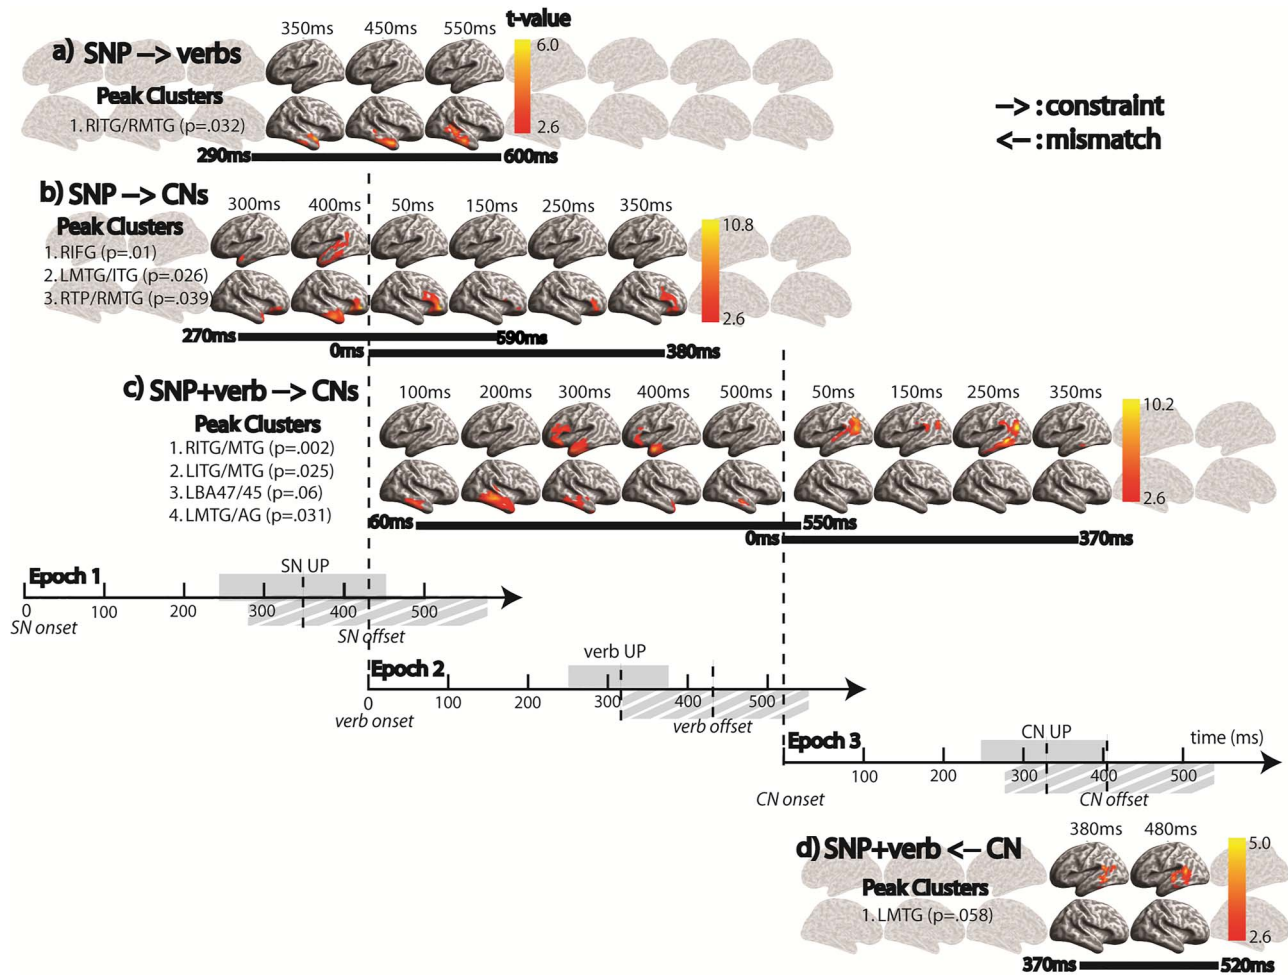 t-value
350ms 450ms 550ms
a) SNP —> verbs
6.0
Peak Clusters
1. RITG/RMTG (p=.032)
2.6
290ms 600ms
—> : constraint
<— : mismatch
b) SNP —> CNs
300ms 400ms 50ms 150ms 250ms 350ms
Peak Clusters
10.8
1. RIFG (p=.01)
2. LMTG/ITG (p=.026)
3. RTP/RMTG (p=.039)
2.6
270ms 590ms
0ms 380ms
c) SNP+verb —> CNs
100ms 200ms 300ms 400ms 500ms 50ms 150ms 250ms 350ms
Peak Clusters
10.2
1. RITG/MTG (p=.002)
2. LITG/MTG (p=.025)
3. LBA47/45 (p=.06)
4. LMTG/AG (p=.031)
2.6
60ms 550ms
0ms 370ms
SN UP
Epoch 1
0 100 200 300 400 500
SN onset SN offset
verb UP
Epoch 2
0 100 200 300 400 500
verb onset verb offset
CN UP time (ms)
Epoch 3
100 200 300 400 500
CN onset CN offset
380ms 480ms
d) SNP+verb <— CN
5.0
Peak Clusters
1. LMTG (p=.058)
2.6
370ms 520ms